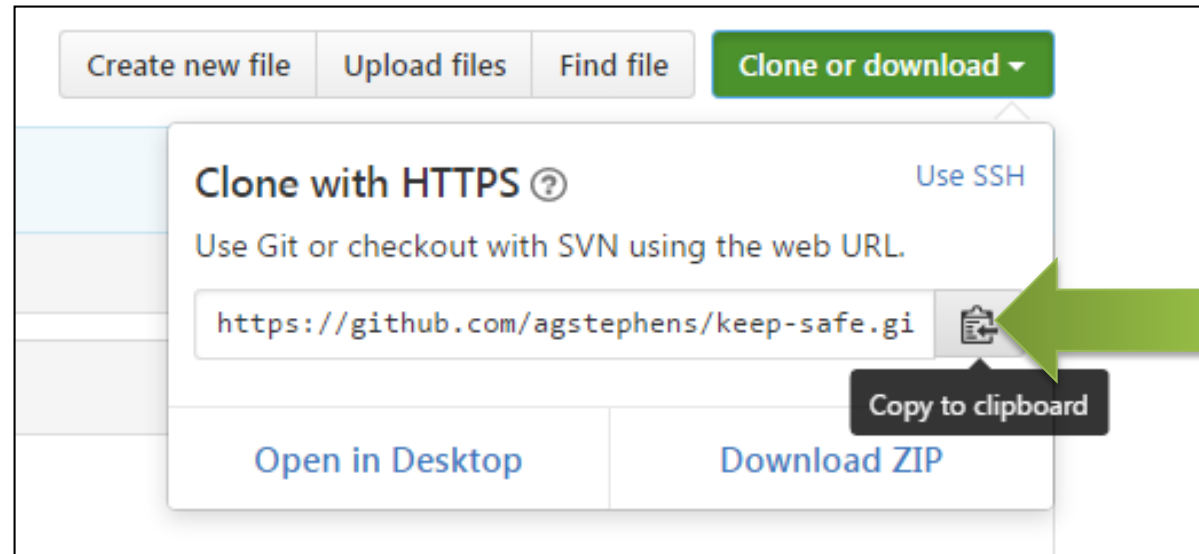 Create new file Upload files Find file Clone or download
Clone with HTTPS ? Use SSH
Use Git or checkout with SVN using the web URL.
https://github.com/agstephens/keep-safe.gi
Copy to clipboard
Open in Desktop Download ZIP